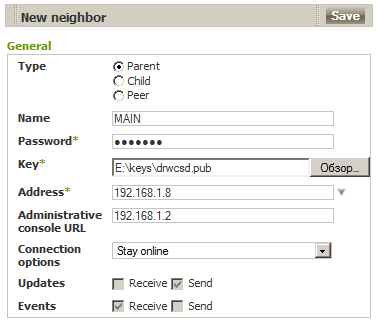 New neighbor
Save
General
Type
Parent
Child
Peer
Name
MAIN
Password*
•••••••
Key*
E:\keys\drwcsd.pub
Обзор...
Address*
192.168.1.8
Administrative
console URL
192.168.1.2
Connection
options
Stay online
Updates Receive Send
Events Receive Send